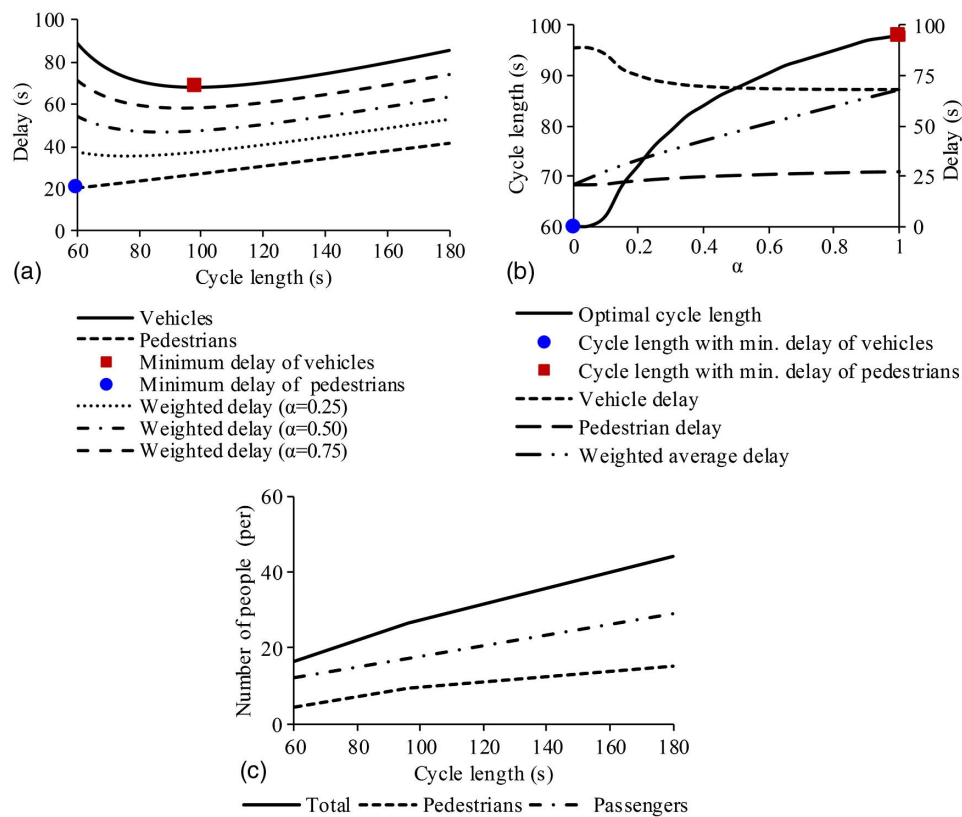 100
80
60
40
20
0
Delay (s)
60 80 100 120 140 160 180
Cycle length (s)
(a)
100
90
80
70
60
Cycle length (s)
100
75
50
25
0
Delay (s)
0 0.2 0.4 0.6 0.8 1
α
(b)
Vehicles
Pedestrians
Minimum delay of vehicles
Minimum delay of pedestrians
Weighted delay (α=0.25)
Weighted delay (α=0.50)
Weighted delay (α=0.75)
Optimal cycle length
Cycle length with min. delay of vehicles
Cycle length with min. delay of pedestrians
Vehicle delay
Pedestrian delay
Weighted average delay
60
40
20
0
Number of people (per)
60 80 100 120 140 160 180
Cycle length (s)
(c)
Total Pedestrians Passengers